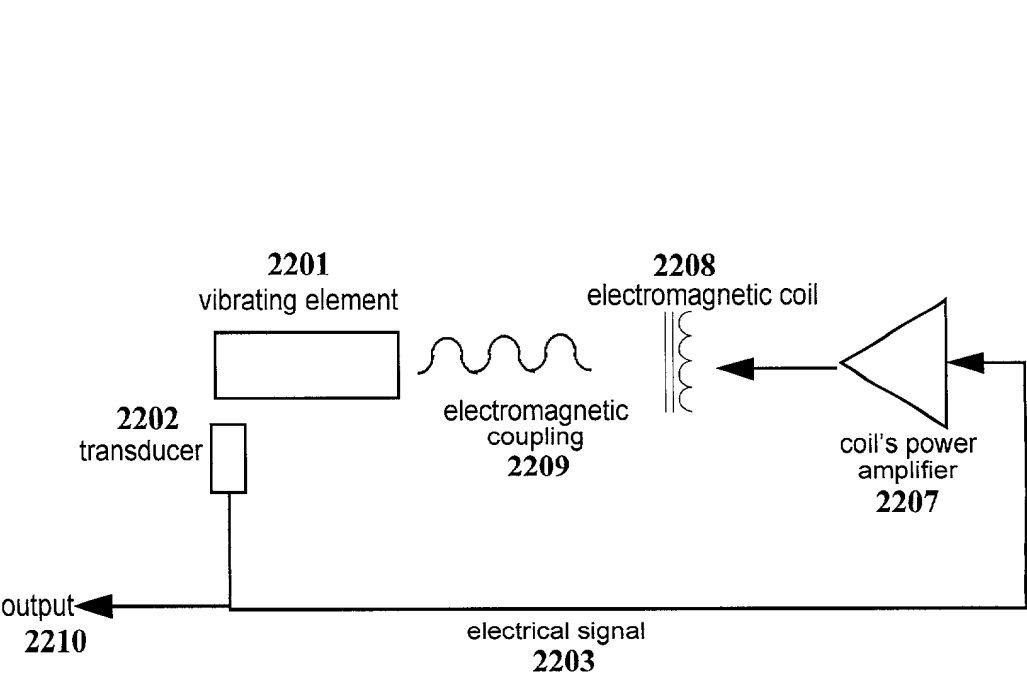 2201
vibrating element
2208
electromagnetic coil
2202
transducer
electromagnetic
coupling
2209
coil's power
amplifier
2207
output
2210
electrical signal
2203